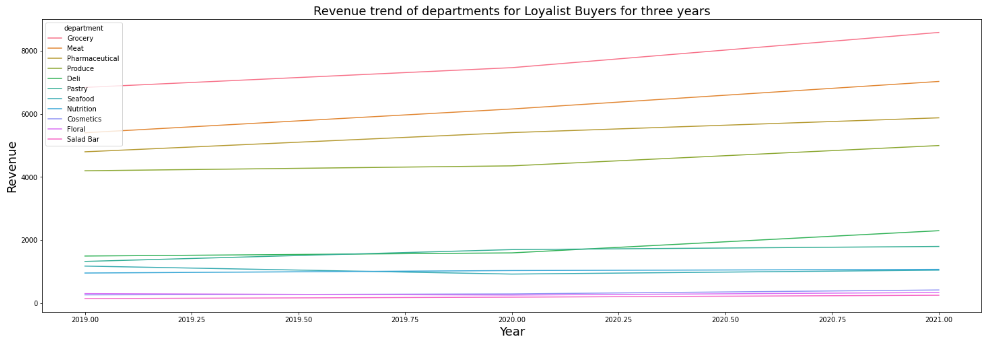 Revenue trend of departments for Loyalist Buyers for three years
department
Grocery
Meat
Pharmaceutical
Produce
Deli
Pastry
Seafood
Nutrition
Cosmetics
Floral
Salad Bar
8000
6000
4000
2000
0
Revenue
2019.00 2019.25 2019.50 2019.75 2020.00 2020.25 2020.50 2020.75 2021.00
Year